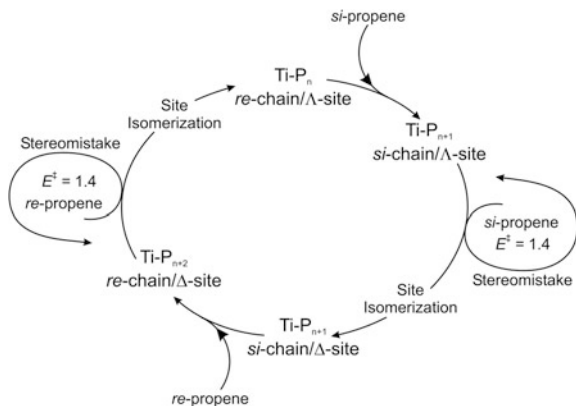 si-propene
Ti-Pₙ
re-chain/Λ-site
Site
Isomerization
Ti-Pₙ₊₁
si-chain/Λ-site
Stereomistake
E‡ = 1.4
re-propene
si-propene
E‡ = 1.4
Stereomistake
Ti-Pₙ₊₂
re-chain/Δ-site
Site
Isomerization
Ti-Pₙ₊₁
si-chain/Δ-site
re-propene